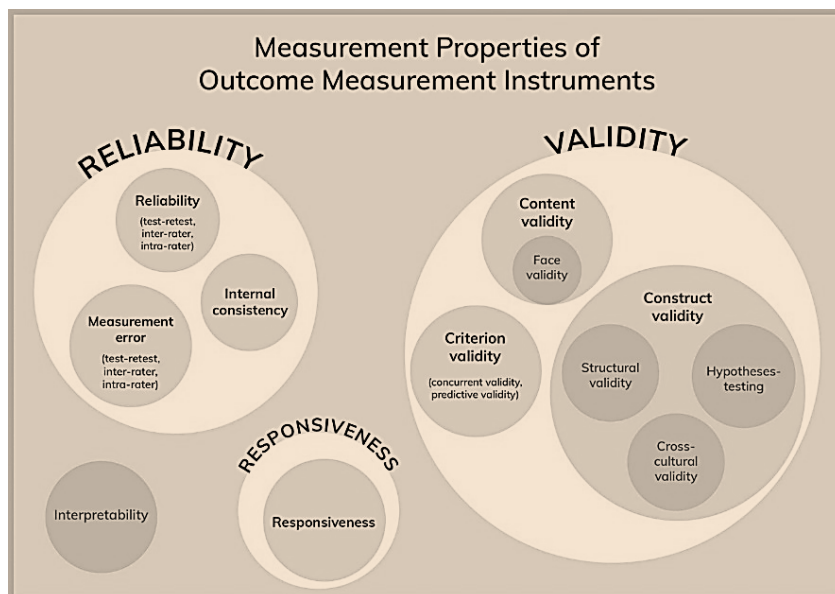 Measurement Properties of
Outcome Measurement Instruments
RELIABILITY
Reliability
(test-retest,
inter-rater,
intra-rater)
Internal
consistency
Measurement
error
(test-retest,
inter-rater,
intra-rater)
VALIDITY
Content
validity
Face
validity
Criterion
validity
(concurrent validity,
predictive validity)
Construct
validity
Structural
validity
Hypotheses-
testing
Cross-
cultural
validity
RESPONSIVENESS
Responsiveness
Interpretability